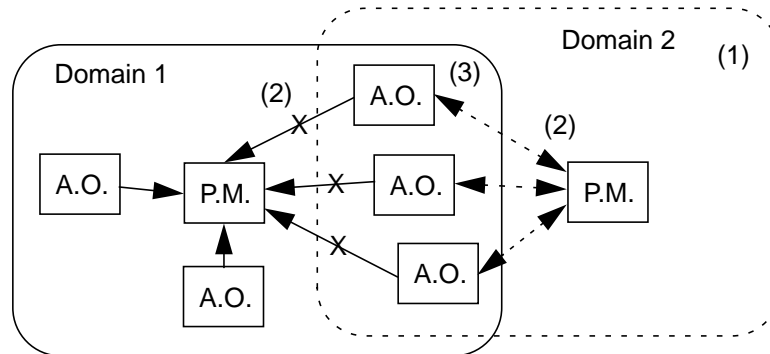 Domain 2
(1)
Domain 1
(3)
(2)
A.O.
X
(2)
A.O.
P.M.
X
A.O.
P.M.
X
A.O.
A.O.